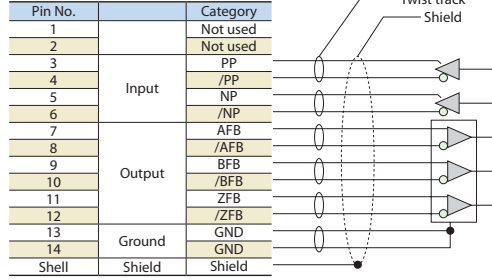 Twist track
Shield
Pin No. Category
1 Not used
2 Not used
3 PP
4 /PP
Input
5 NP
6 /NP
7 AFB
8 /AFB
9 BFB
Output
10 /BFB
11 ZFB
12 /ZFB
13 GND
Ground
14 GND
Shell Shield Shield